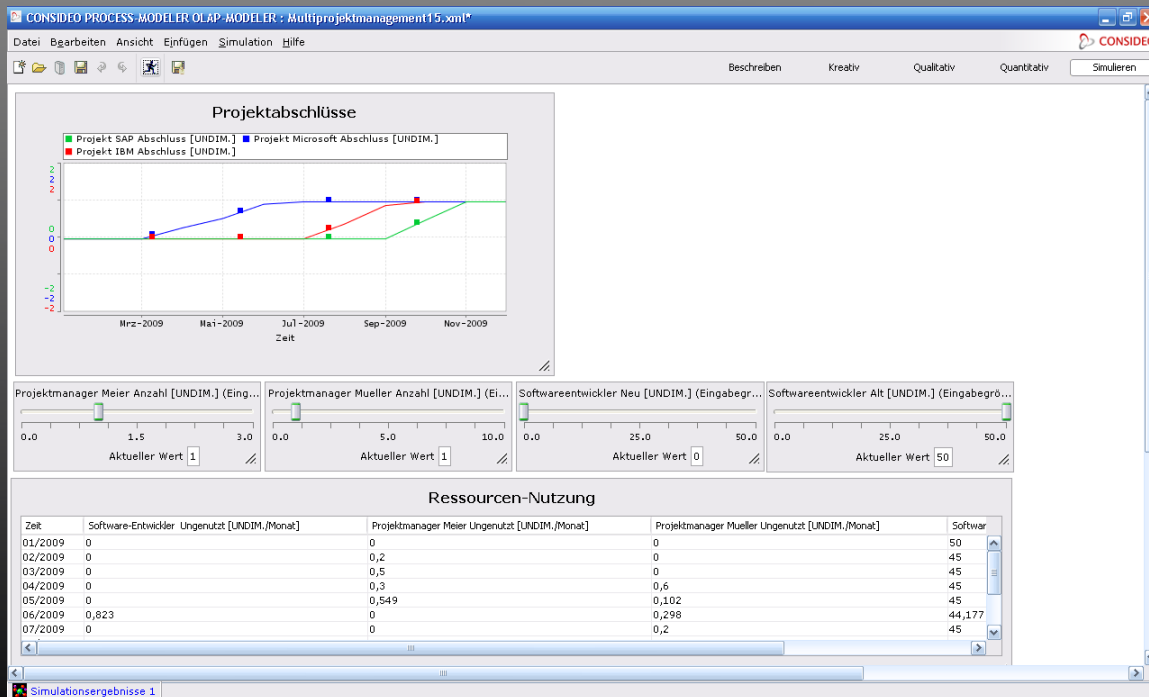 CONSIDEO PROCESS-MODELER OLAP-MODELER : Multiprojektmanagement15.xml*
Datei Bearbeiten Ansicht Einfügen Simulation Hilfe
CONSIDEO
Beschreiben Kreativ Qualitativ Quantitativ Simulieren
Projektabschlüsse
Projekt SAP Abschluss [UNDIM.] Projekt Microsoft Abschluss [UNDIM.]
Projekt IBM Abschluss [UNDIM.]
2
2
2
0
0
0
-2
-2
-2
Mrz-2009 Mai-2009 Jul-2009 Sep-2009 Nov-2009
Zeit
Projektmanager Meier Anzahl [UNDIM.] (Eing...
0.0 1.5 3.0
Aktueller Wert 1
Projektmanager Mueller Anzahl [UNDIM.] (Ei...
0.0 5.0 10.0
Aktueller Wert 1
Softwareentwickler Neu [UNDIM.] (Eingabegr...
0.0 25.0 50.0
Aktueller Wert 0
Softwareentwickler Alt [UNDIM.] (Eingabegrö...
0.0 25.0 50.0
Aktueller Wert 50
Ressourcen-Nutzung
Zeit Software-Entwickler Ungenutzt [UNDIM./Monat] Projektmanager Meier Ungenutzt [UNDIM./Monat] Projektmanager Mueller Ungenutzt [UNDIM./Monat] Softwar
01/2009 0 0 0 50
02/2009 0 0,2 0 45
03/2009 0 0,5 0 45
04/2009 0 0,3 0,6 45
05/2009 0 0,549 0,102 45
06/2009 0,823 0 0,298 44,177
07/2009 0 0 0,2 45
Simulationsergebnisse 1